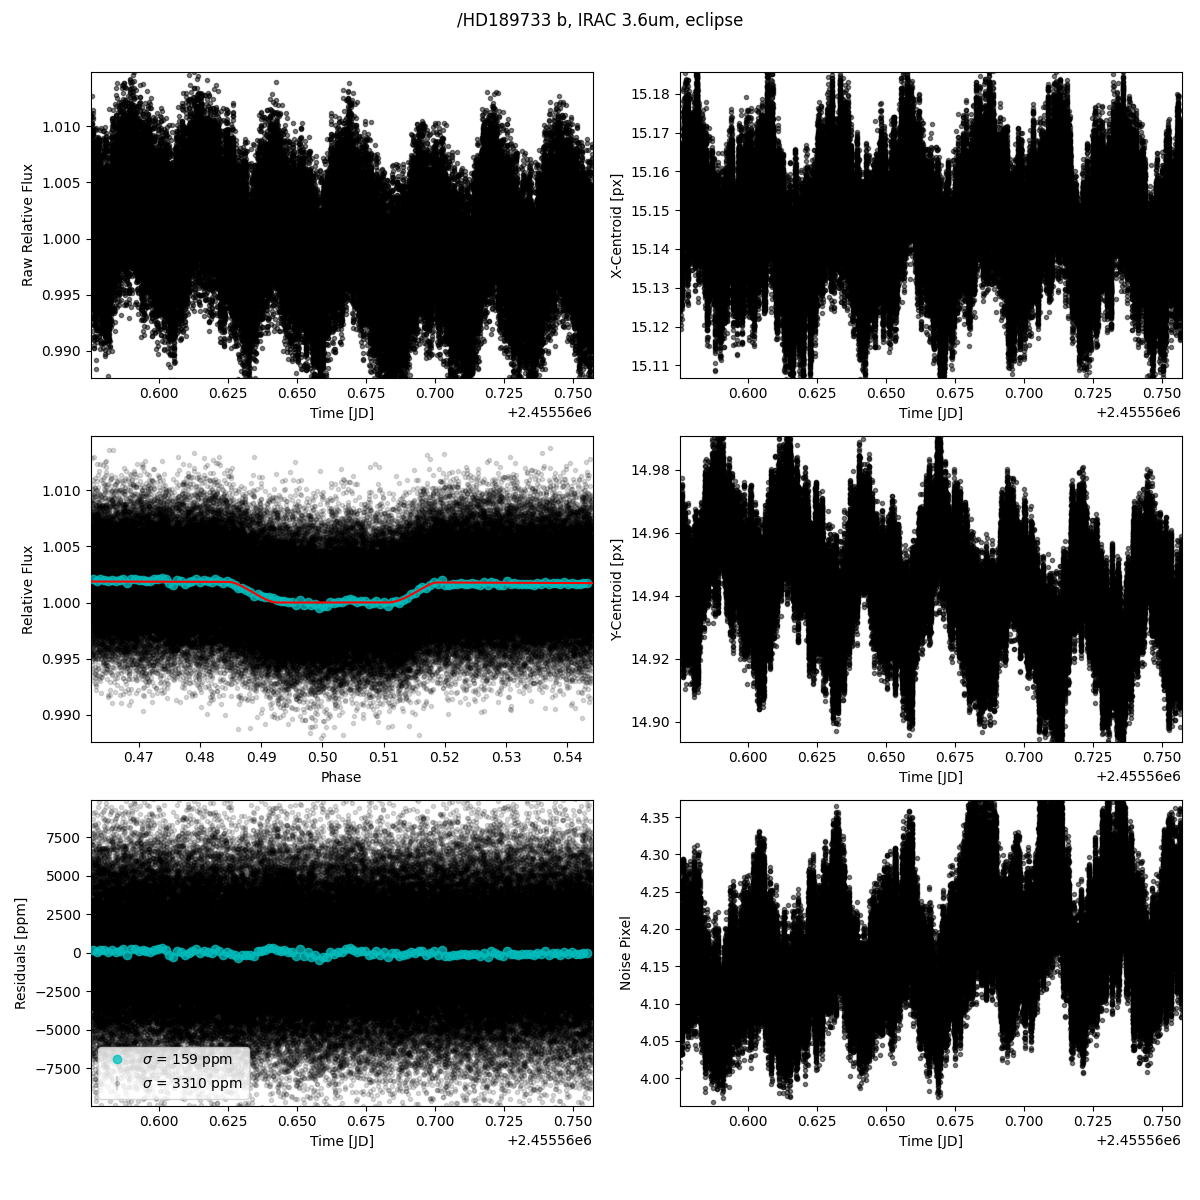 /HD189733 b, IRAC 3.6um, eclipse
Raw Relative Flux
1.010
1.005
1.000
0.995
0.990
0.600 0.625 0.650 0.675 0.700 0.725 0.750
Time [JD]
+2.45556e6
X-Centroid [px]
15.18
15.17
15.16
15.15
15.14
15.13
15.12
15.11
0.600 0.625 0.650 0.675 0.700 0.725 0.750
Time [JD]
+2.45556e6
Relative Flux
1.010
1.005
1.000
0.995
0.990
0.47 0.48 0.49 0.50 0.51 0.52 0.53 0.54
Phase
Y-Centroid [px]
14.98
14.96
14.94
14.92
14.90
0.600 0.625 0.650 0.675 0.700 0.725 0.750
Time [JD]
+2.45556e6
Residuals [ppm]
7500
5000
2500
0
−2500
−5000
−7500
σ = 159 ppm
σ = 3310 ppm
0.600 0.625 0.650 0.675 0.700 0.725 0.750
Time [JD]
+2.45556e6
Noise Pixel
4.35
4.30
4.25
4.20
4.15
4.10
4.05
4.00
0.600 0.625 0.650 0.675 0.700 0.725 0.750
Time [JD]
+2.45556e6